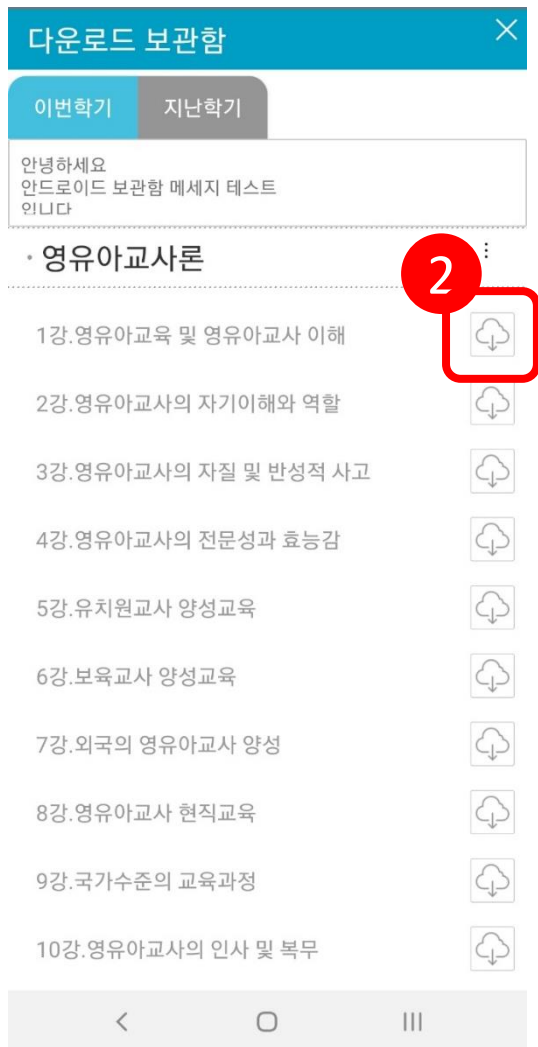 다운로드 보관함
이번학기 지난학기
안녕하세요
안드로이드 보관함 메세지 테스트
입니다
· 영유아교사론
2
1강.영유아교육 및 영유아교사 이해
2강.영유아교사의 자기이해와 역할
3강.영유아교사의 자질 및 반성적 사고
4강.영유아교사의 전문성과 효능감
5강.유치원교사 양성교육
6강.보육교사 양성교육
7강.외국의 영유아교사 양성
8강.영유아교사 현직교육
9강.국가수준의 교육과정
10강.영유아교사의 인사 및 복무